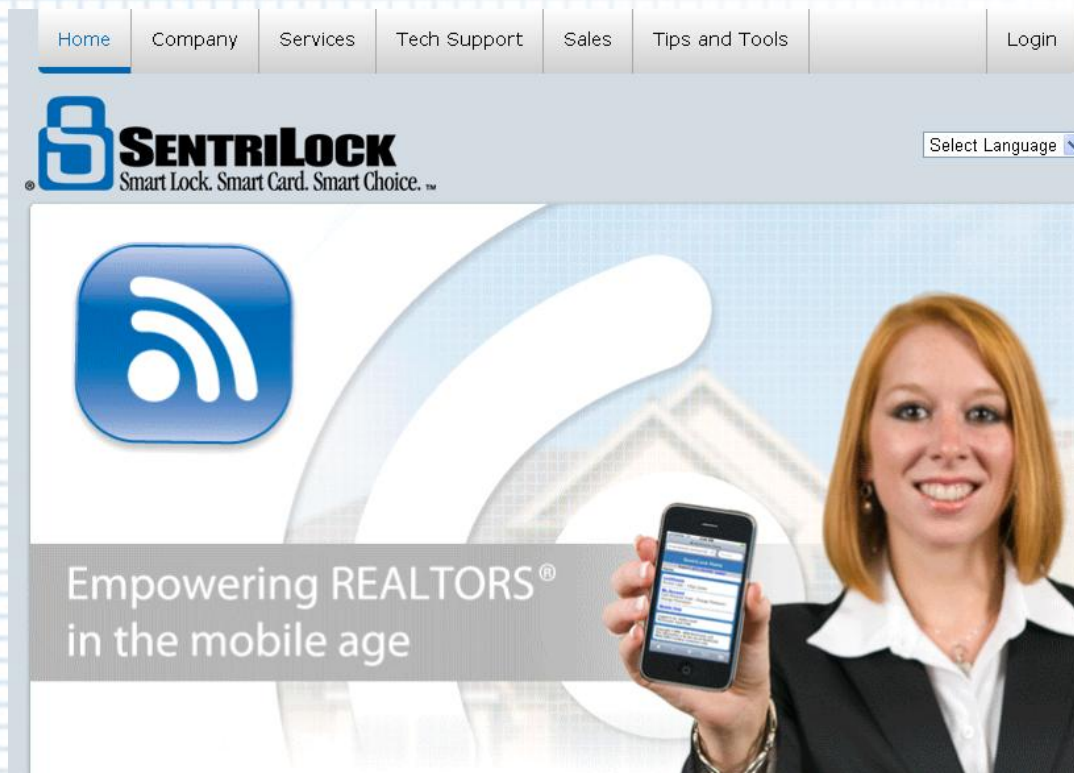 Home Company Services Tech Support Sales Tips and Tools Login
SENTRILOCK
Smart Lock. Smart Card. Smart Choice. ™
®
Select Language
Empowering REALTORS®
in the mobile age